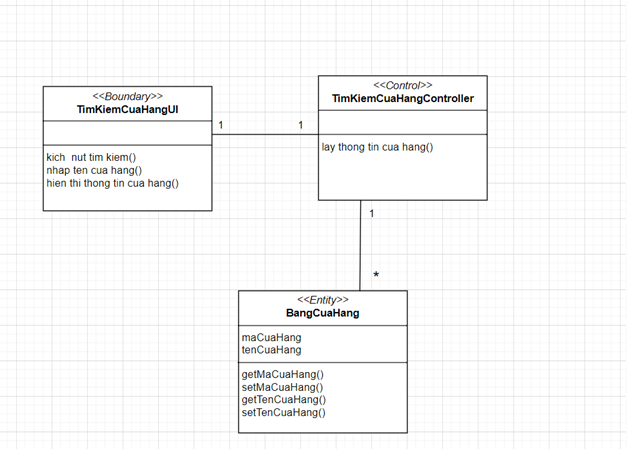 <<Boundary>>
TimKiemCuaHangUI
kich nut tim kiem()
nhap ten cua hang()
hien thi thong tin cua hang()
1
1
<<Control>>
TimKiemCuaHangController
lay thong tin cua hang()
1
*
<<Entity>>
BangCuaHang
maCuaHang
tenCuaHang
getMaCuaHang()
setMaCuaHang()
getTenCuaHang()
setTenCuaHang()